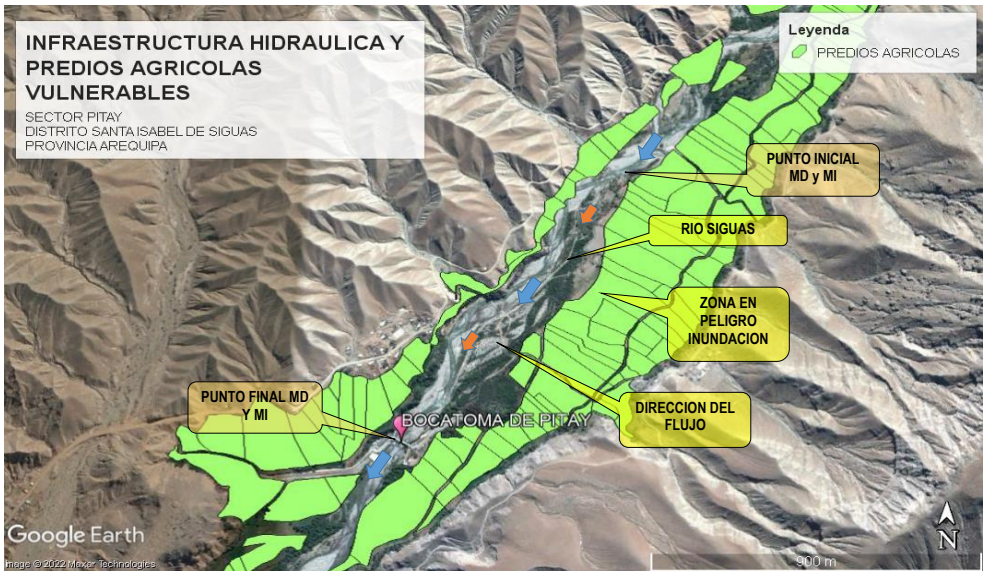 INFRAESTRUCTURA HIDRAULICA Y
PREDIOS AGRICOLAS
VULNERABLES
SECTOR PITAY
DISTRITO SANTA ISABEL DE SIGUAS
PROVINCIA AREQUIPA
Leyenda
PREDIOS AGRICOLAS
PUNTO INICIAL
MD y MI
RIO SIGUAS
ZONA EN
PELIGRO
INUNDACION
PUNTO FINAL MD
Y MI
BOCATOMA DE PITAY
DIRECCION DEL
FLUJO
Google Earth
Image © 2022 Maxar Technologies
N
900 m